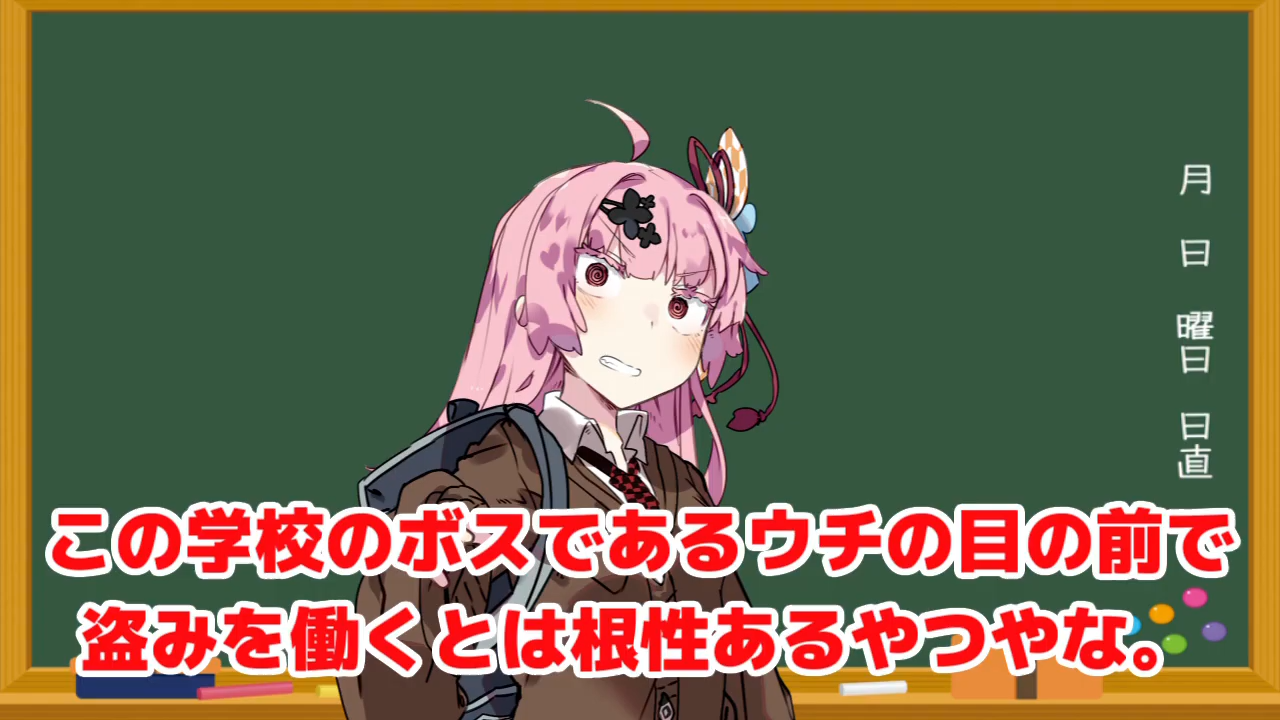 月
日
曜
日
日
直
この学校のボスであるウチの目の前で
盗みを働くとは根性あるやつやな。